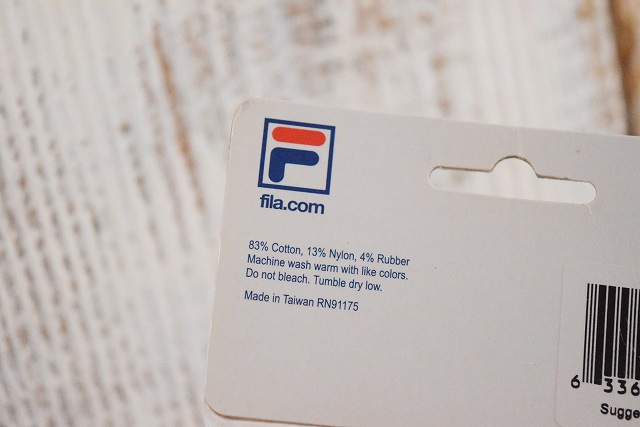 fila.com
83% Cotton, 13% Nylon, 4% Rubber
Machine wash warm with like colors.
Do not bleach. Tumble dry low.
Made in Taiwan RN91175
6 336